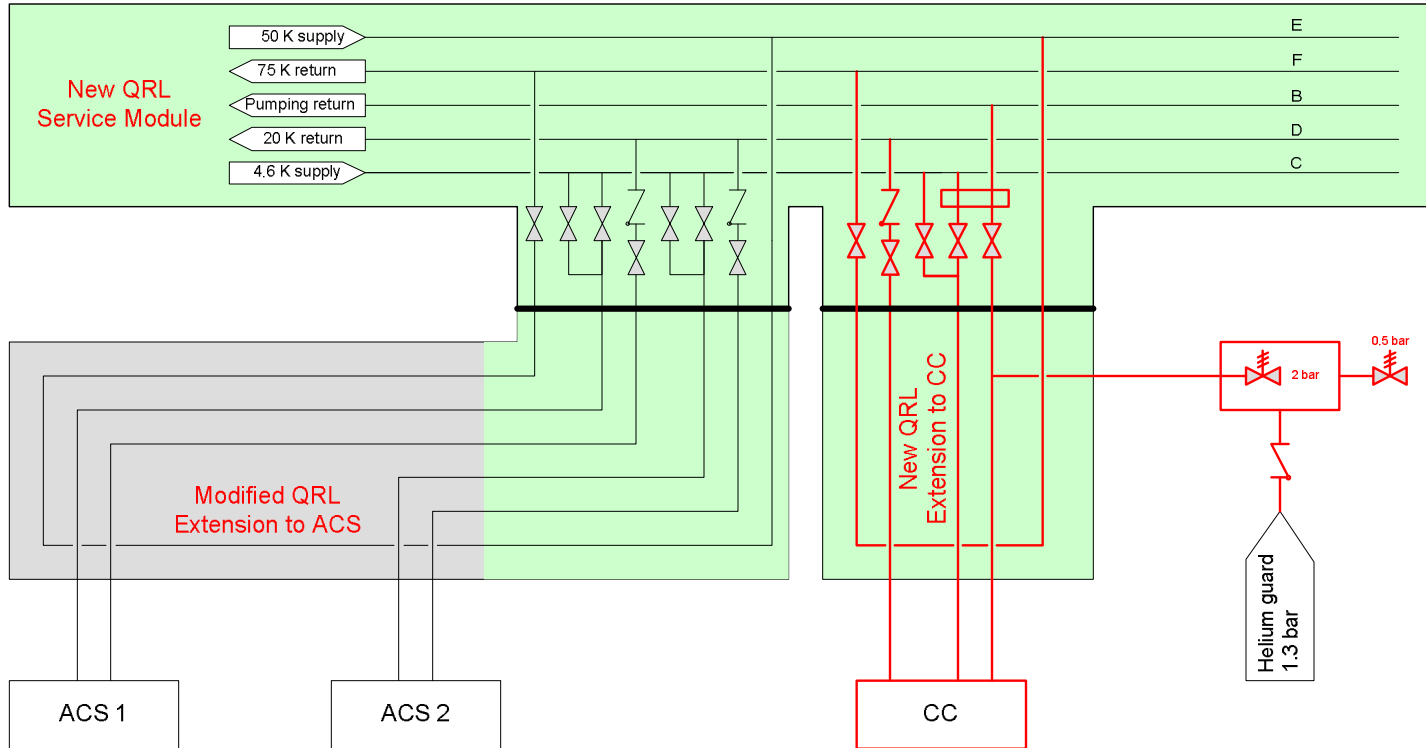 50 K supply
E
75 K return
F
New QRL
Service Module
Pumping return
B
20 K return
D
4.6 K supply
C
0.5 bar
2 bar
New QRL
Extension to CC
Modified QRL
Extension to ACS
Helium guard
1.3 bar
ACS 1
ACS 2
CC